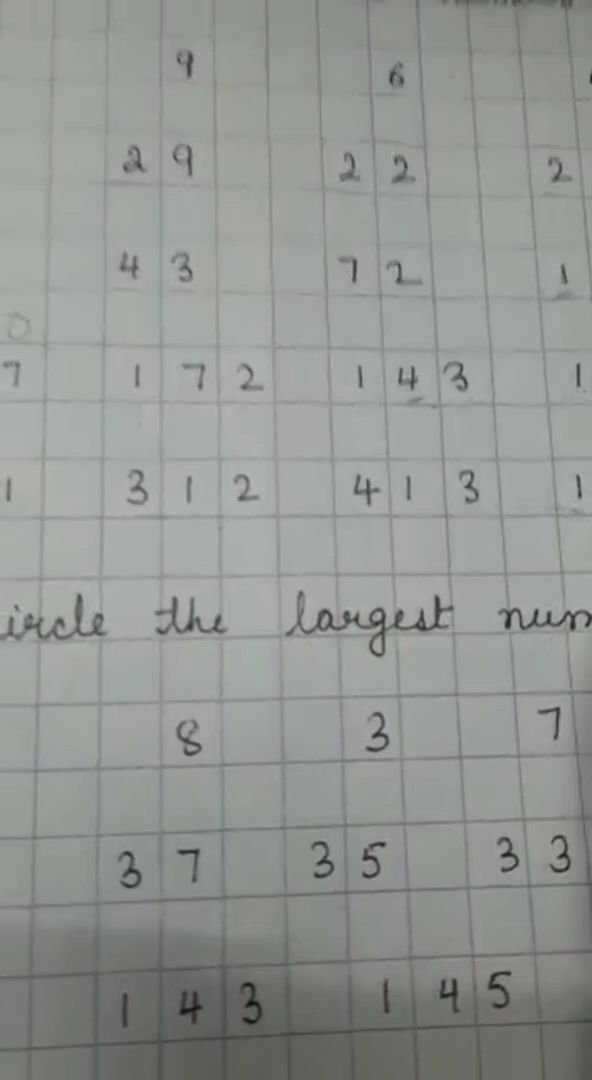 9 6
29 22 2
43 72 1
7 172 143 1
1 312 413 1
ircle the largest num
8 3 7
37 35 33
143 145